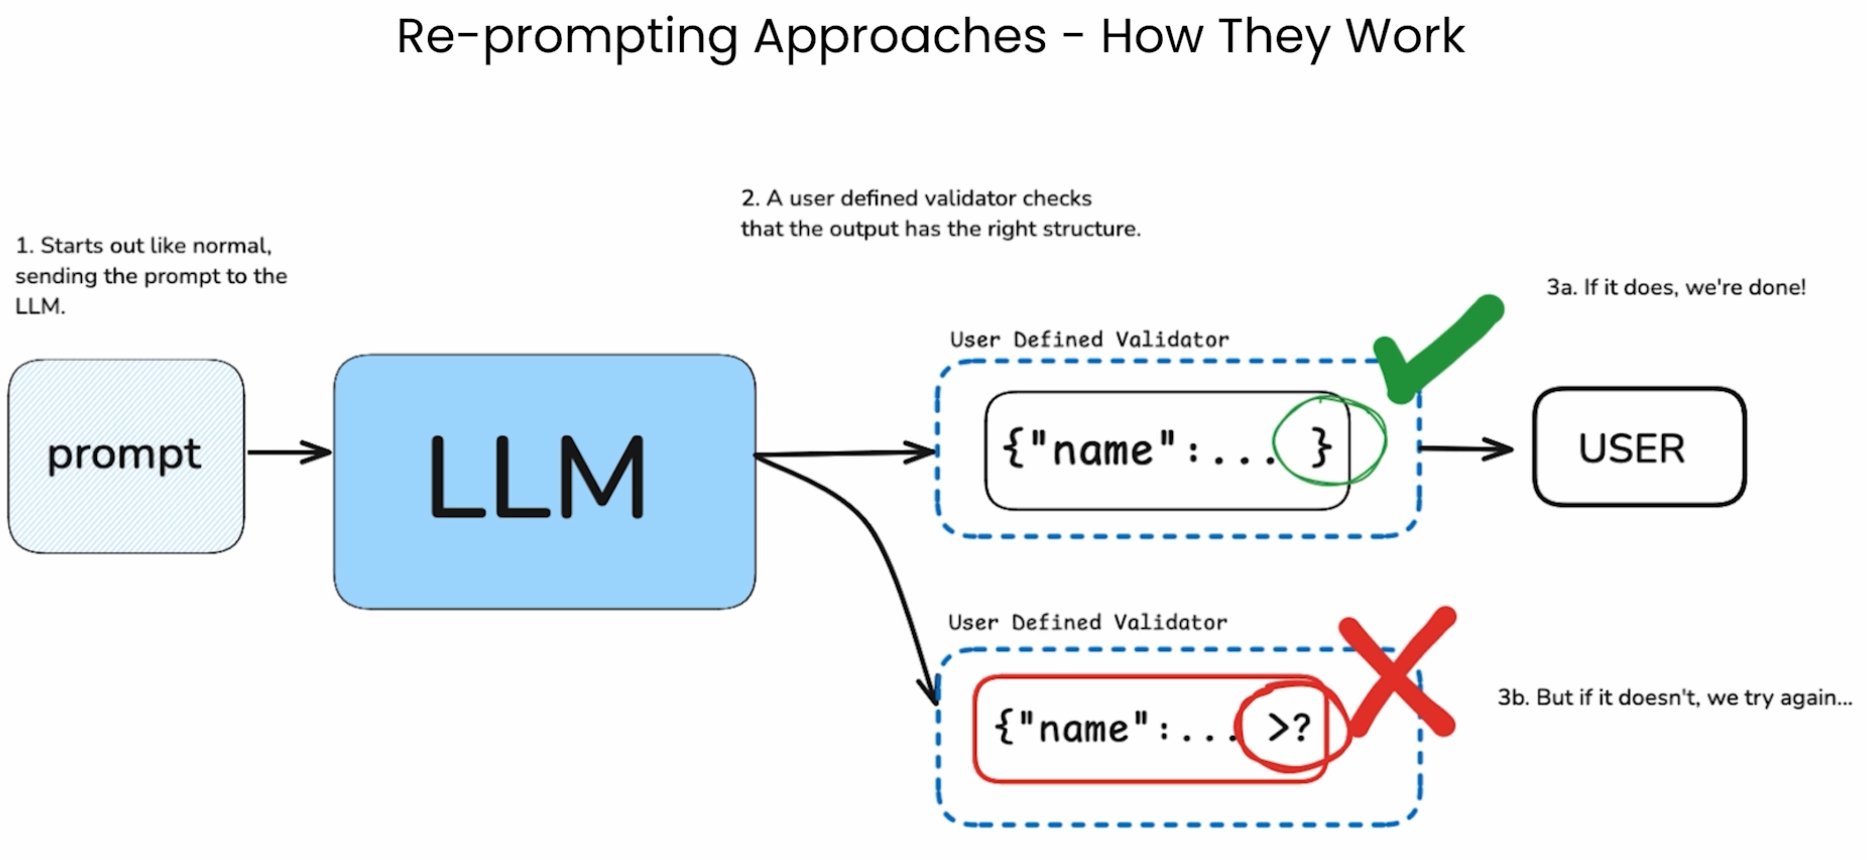 Re-prompting Approaches - How They Work
1. Starts out like normal,
sending the prompt to the
LLM.
prompt
LLM
2. A user defined validator checks
that the output has the right structure.
User Defined Validator
{"name":... }
3a. If it does, we're done!
USER
User Defined Validator
{"name":... >?
3b. But if it doesn't, we try again...